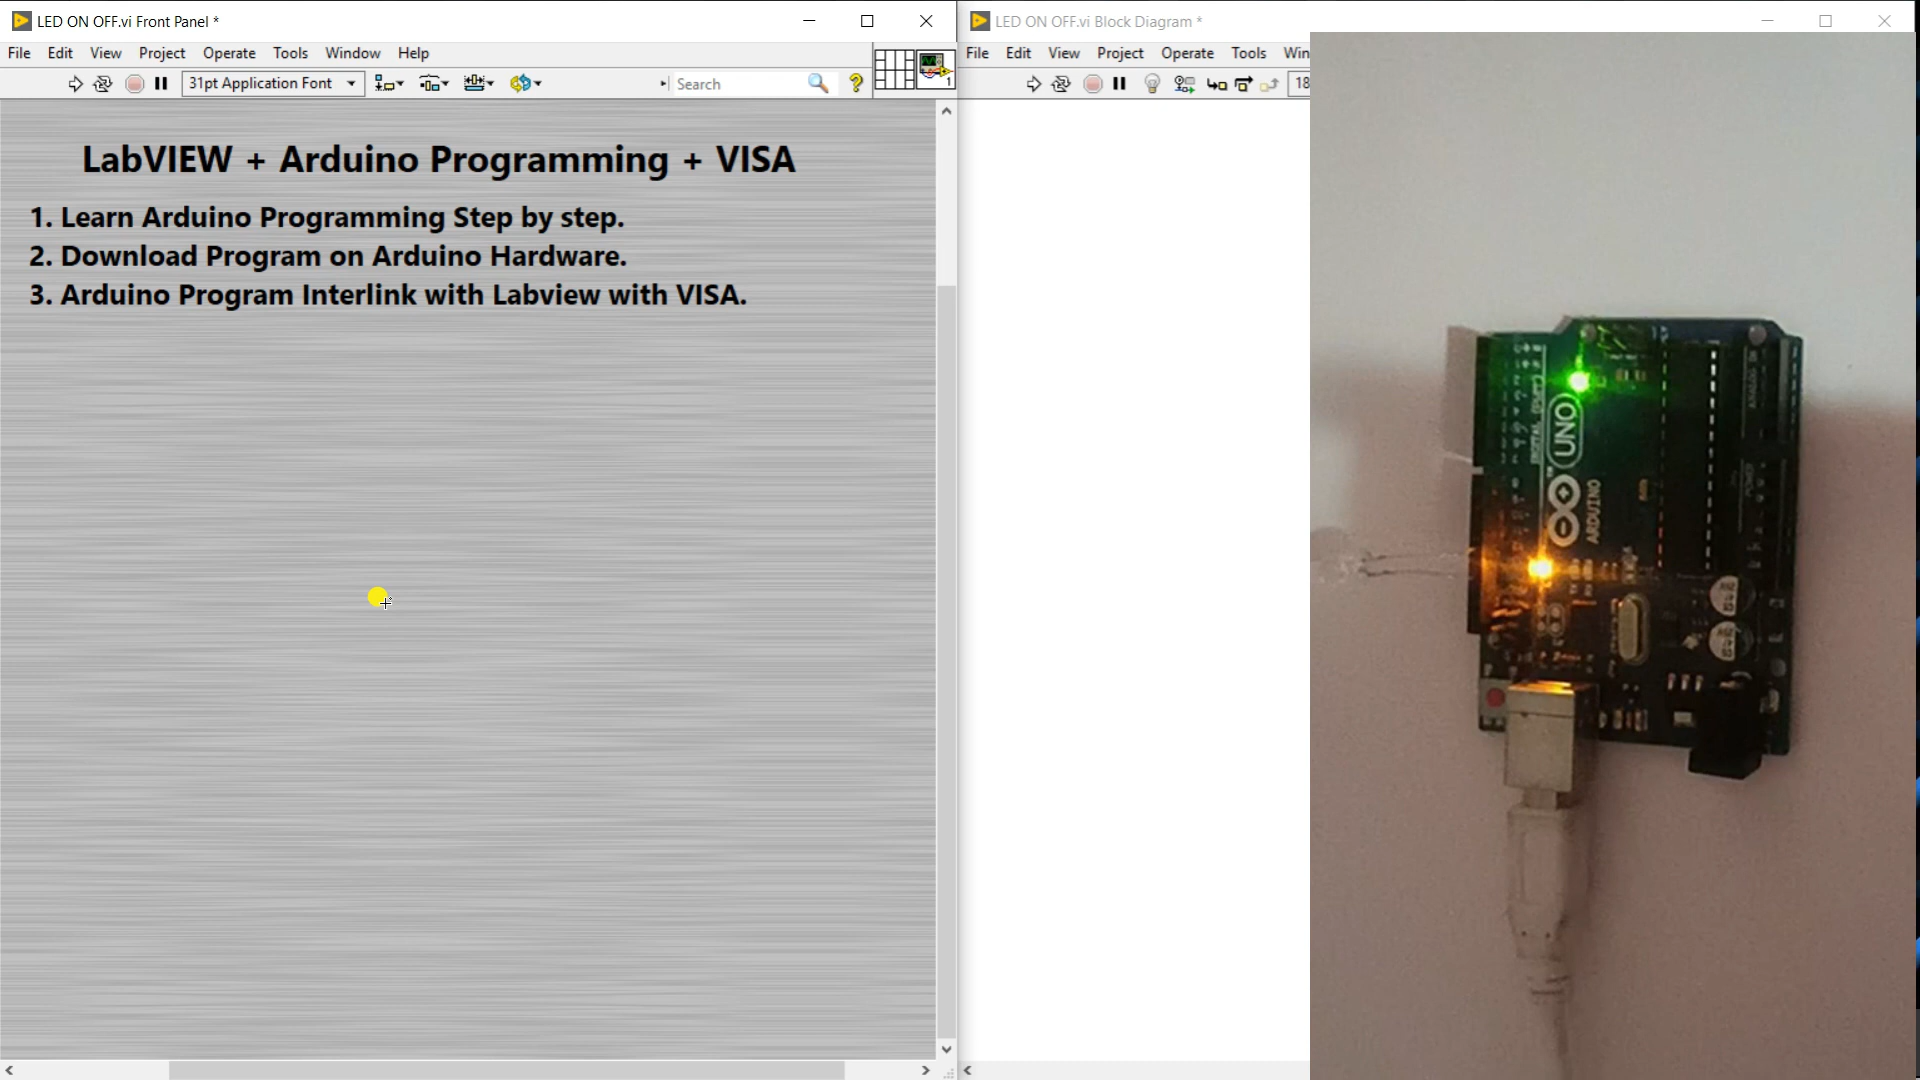 LED ON OFF.vi Front Panel *
File Edit View Project Operate Tools Window Help
31pt Application Font
Search
1
LabVIEW + Arduino Programming + VISA
1. Learn Arduino Programming Step by step.
2. Download Program on Arduino Hardware.
3. Arduino Program Interlink with Labview with VISA.
LED ON OFF.vi Block Diagram *
File Edit View Project Operate Tools Win
18
UNO
ARDUINO